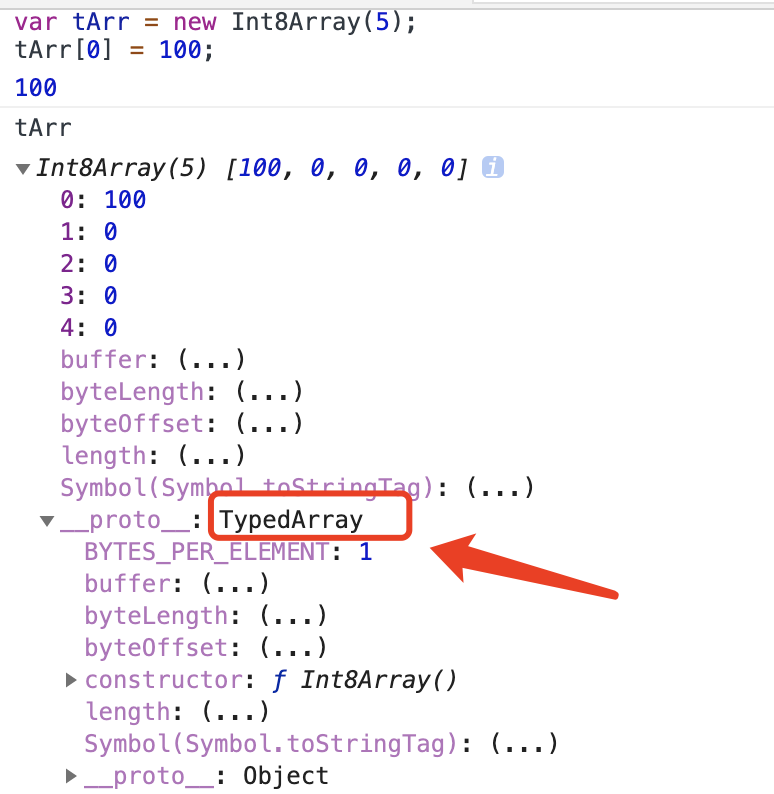 var tArr = new Int8Array(5);
tArr[0] = 100;
100
tArr
▼Int8Array(5) [100, 0, 0, 0, 0] i
0: 100
1: 0
2: 0
3: 0
4: 0
buffer: (...)
byteLength: (...)
byteOffset: (...)
length: (...)
Symbol(Symbol.toStringTag): (...)
▼__proto__: TypedArray
BYTES_PER_ELEMENT: 1
buffer: (...)
byteLength: (...)
byteOffset: (...)
▶constructor: ƒ Int8Array()
length: (...)
Symbol(Symbol.toStringTag): (...)
▶__proto__: Object